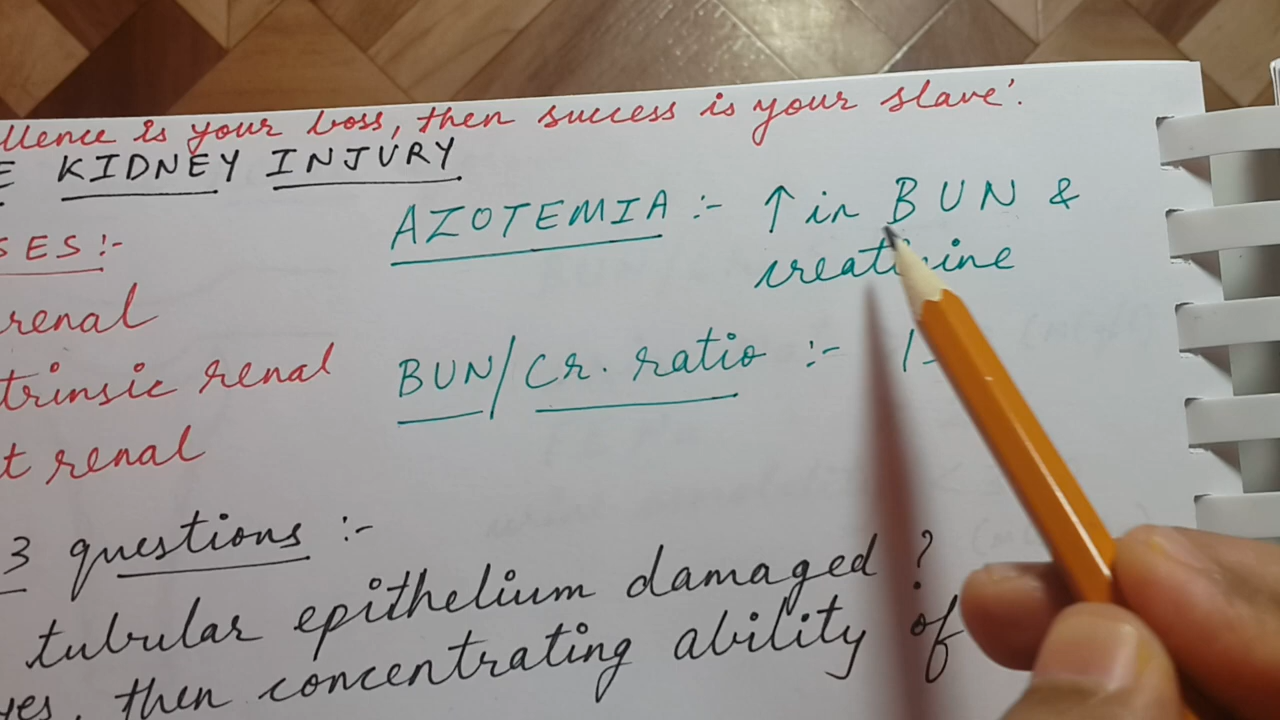 llence is your boss, then success is your slave'.
E KIDNEY INJURY
SES:-
renal
trinsic renal
t renal
AZOTEMIA :- ↑ in BUN &
creatinine
BUN/Cr. ratio :-
3 questions :-
tubular epithelium damaged ?
yes, then concentrating ability of